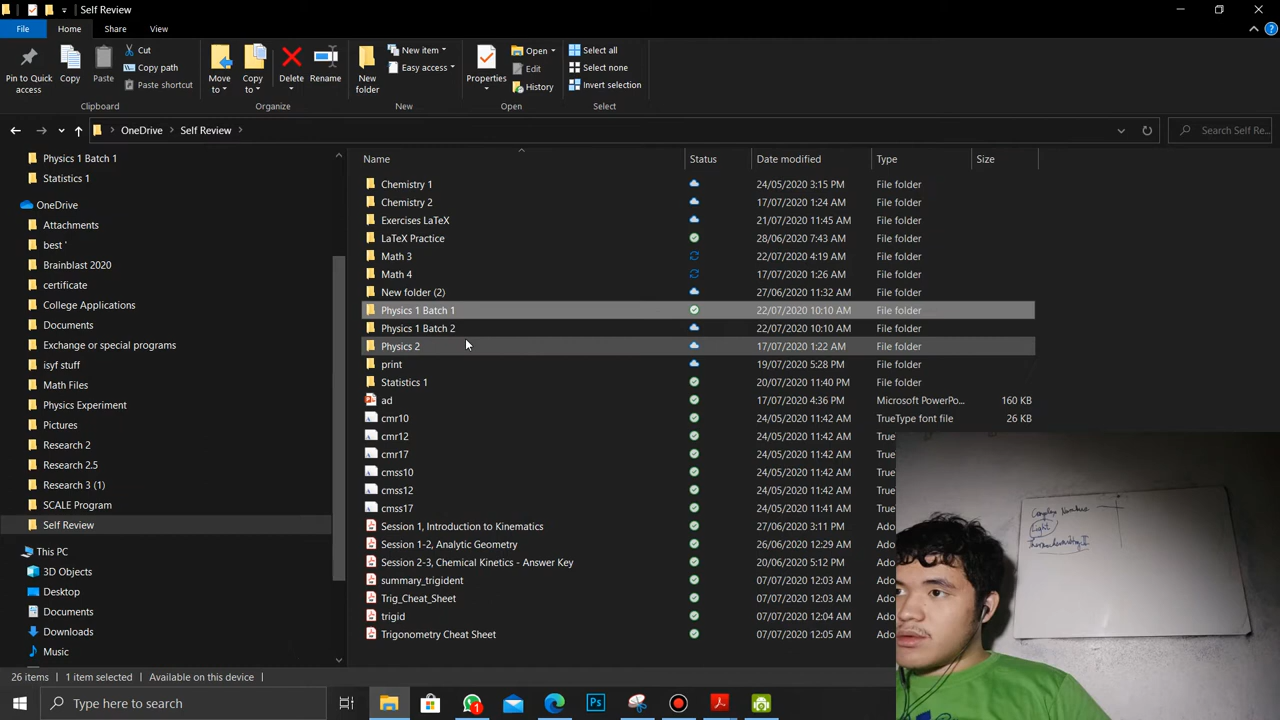 Self Review
File Home Share View
Pin to Quick access
Copy
Paste
Cut
Copy path
Paste shortcut
Clipboard
Move to
Copy to
Delete
Rename
Organize
New folder
New item
Easy access
New
Properties
Open
Edit
History
Open
Select all
Select none
Invert selection
Select
OneDrive Self Review
Search Self Re...
Physics 1 Batch 1
Statistics 1
OneDrive
Attachments
best '
Brainblast 2020
certificate
College Applications
Documents
Exchange or special programs
isyf stuff
Math Files
Physics Experiment
Pictures
Research 2
Research 2.5
Research 3 (1)
SCALE Program
Self Review
This PC
3D Objects
Desktop
Documents
Downloads
Music
Name Status Date modified Type Size
Chemistry 1 24/05/2020 3:15 PM File folder
Chemistry 2 17/07/2020 1:24 AM File folder
Exercises LaTeX 21/07/2020 11:45 AM File folder
LaTeX Practice 28/06/2020 7:43 AM File folder
Math 3 22/07/2020 4:19 AM File folder
Math 4 17/07/2020 1:26 AM File folder
New folder (2) 27/06/2020 11:32 AM File folder
Physics 1 Batch 1 22/07/2020 10:10 AM File folder
Physics 1 Batch 2 22/07/2020 10:10 AM File folder
Physics 2 17/07/2020 1:22 AM File folder
print 19/07/2020 5:28 PM File folder
Statistics 1 20/07/2020 11:40 PM File folder
ad 17/07/2020 4:36 PM Microsoft PowerPo... 160 KB
cmr10 24/05/2020 11:42 AM TrueType font file 26 KB
cmr12 24/05/2020 11:42 AM True
cmr17 24/05/2020 11:42 AM True
cmss10 24/05/2020 11:42 AM True
cmss12 24/05/2020 11:42 AM True
cmss17 24/05/2020 11:41 AM True
Session 1, Introduction to Kinematics 27/06/2020 3:11 PM Ado
Session 1-2, Analytic Geometry 26/06/2020 12:29 AM Ado
Session 2-3, Chemical Kinetics - Answer Key 20/06/2020 5:12 PM Ado
summary_trigident 07/07/2020 12:03 AM Ado
Trig_Cheat_Sheet 07/07/2020 12:03 AM Ado
trigid 07/07/2020 12:04 AM Ado
Trigonometry Cheat Sheet 07/07/2020 12:05 AM Ado
Complex Numbers
Light
Thermochemistry II
26 items 1 item selected Available on this device
Type here to search
1
Ps